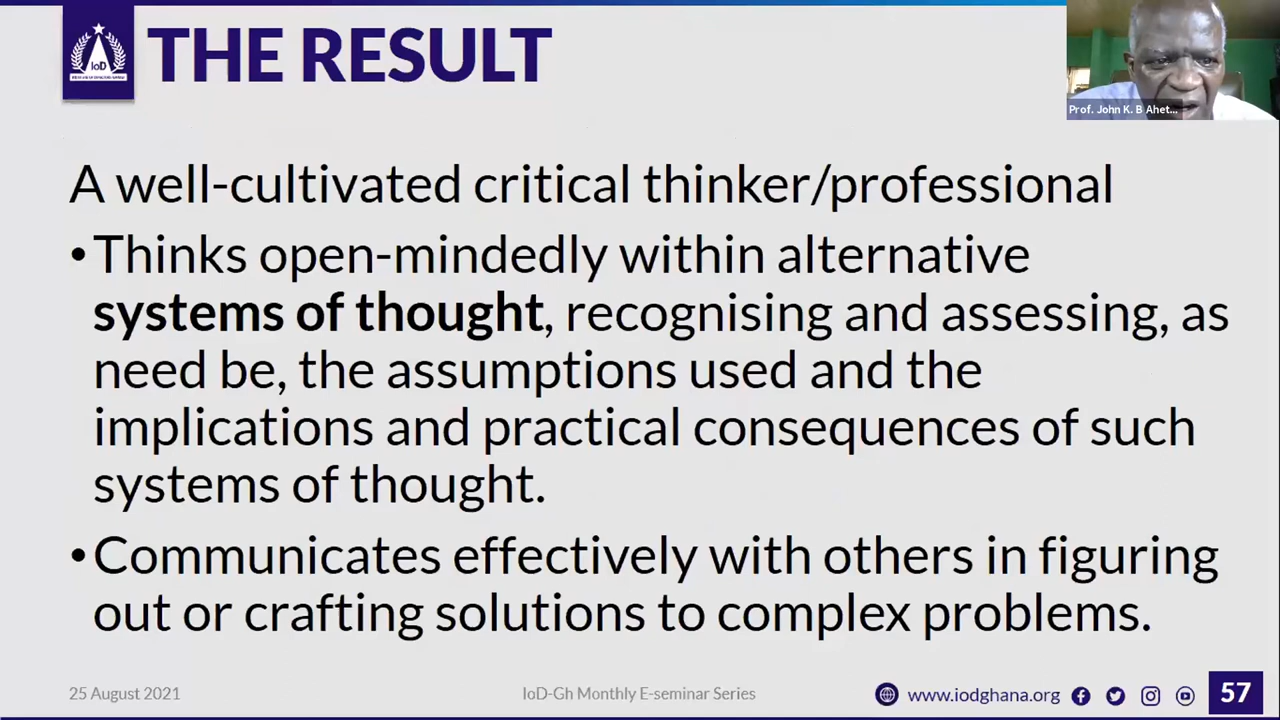 IoD
THE RESULT
Prof. John K. B Ahet...
A well-cultivated critical thinker/professional
•Thinks open-mindedly within alternative
systems of thought, recognising and assessing, as
need be, the assumptions used and the
implications and practical consequences of such
systems of thought.
•Communicates effectively with others in figuring
out or crafting solutions to complex problems.
25 August 2021
IoD-Gh Monthly E-seminar Series
www.iodghana.org
57